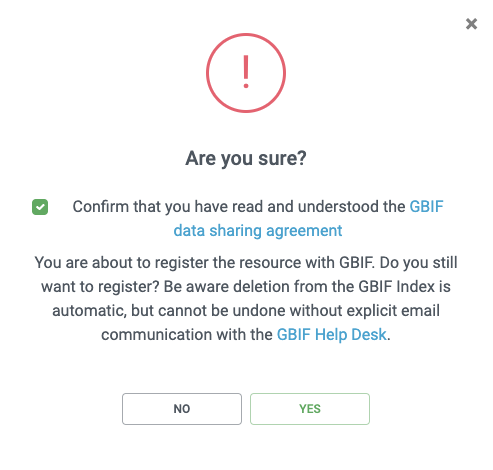 Are you sure?
Confirm that you have read and understood the GBIF
data sharing agreement
You are about to register the resource with GBIF. Do you still
want to register? Be aware deletion from the GBIF Index is
automatic, but cannot be undone without explicit email
communication with the GBIF Help Desk.
NO
YES